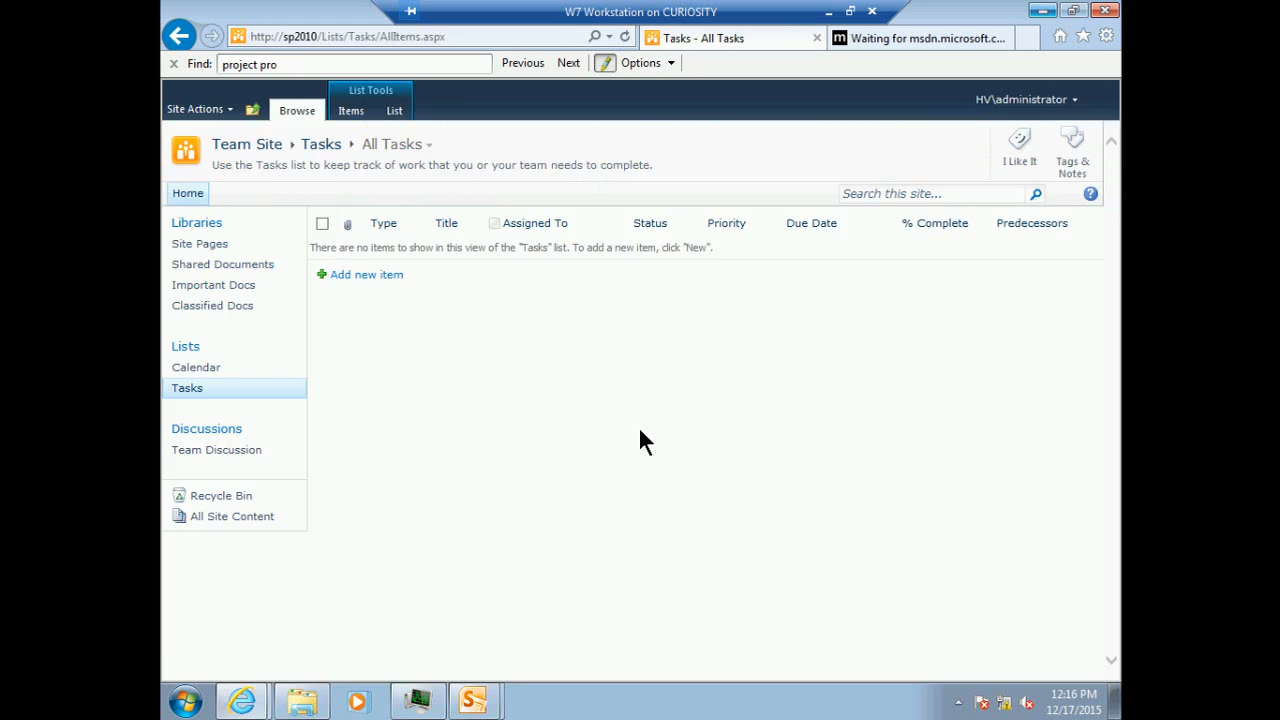 W7 Workstation on CURIOSITY
http://sp2010/Lists/Tasks/AllItems.aspx
Tasks - All Tasks
Waiting for msdn.microsoft.c...
Find: project pro
Previous Next Options
List Tools
Site Actions Browse Items List
HV\administrator
Team Site Tasks All Tasks
Use the Tasks list to keep track of work that you or your team needs to complete.
I Like It
Tags & Notes
Home
Search this site...
Libraries
Site Pages
Shared Documents
Important Docs
Classified Docs
Lists
Calendar
Tasks
Discussions
Team Discussion
Recycle Bin
All Site Content
Type Title Assigned To Status Priority Due Date % Complete Predecessors
There are no items to show in this view of the "Tasks" list. To add a new item, click "New".
Add new item
12:16 PM
12/17/2015